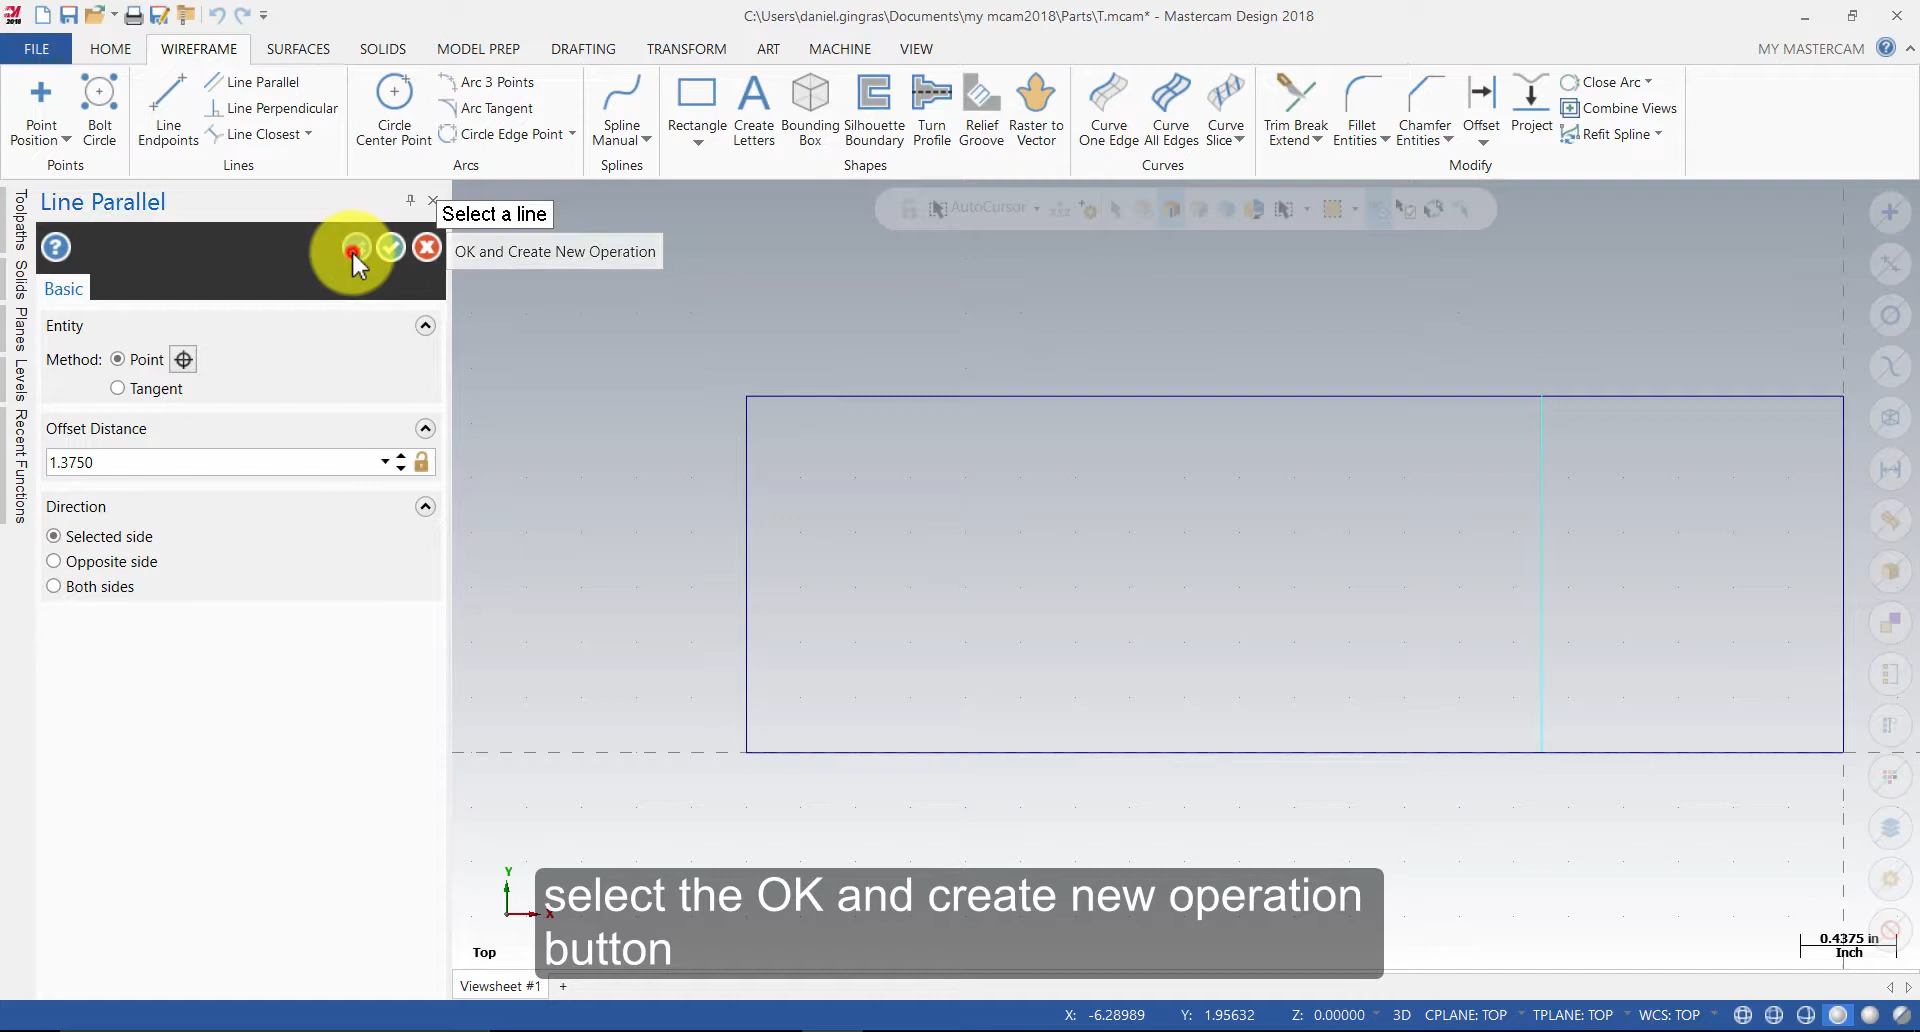 C:\Users\daniel.gingras\Documents\my mcam2018\Parts\T.mcam* - Mastercam Design 2018
2018
FILE HOME WIREFRAME SURFACES SOLIDS MODEL PREP DRAFTING TRANSFORM ART MACHINE VIEW MY MASTERCAM
Point Position
Bolt Circle
Points
Line Endpoints
Line Parallel
Line Perpendicular
Line Closest
Lines
Circle Center Point
Arc 3 Points
Arc Tangent
Circle Edge Point
Arcs
Spline Manual
Splines
Rectangle
Create Letters
Bounding Box
Silhouette Boundary
Turn Profile
Relief Groove
Raster to Vector
Shapes
Curve One Edge
Curve All Edges
Curve Slice
Curves
Trim Break Extend
Fillet Entities
Chamfer Entities
Offset
Project
Close Arc
Combine Views
Refit Spline
Modify
Toolpaths
Solids
Planes
Levels
Recent Functions
Line Parallel
Select a line
AutoCursor
OK and Create New Operation
Basic
Entity
Method: Point
Tangent
Offset Distance
1.3750
Direction
Selected side
Opposite side
Both sides
Y
X
Top
select the OK and create new operation
button
0.4375 in
Inch
Viewsheet #1 +
X: -6.28989 Y: 1.95632 Z: 0.00000 3D CPLANE: TOP TPLANE: TOP WCS: TOP